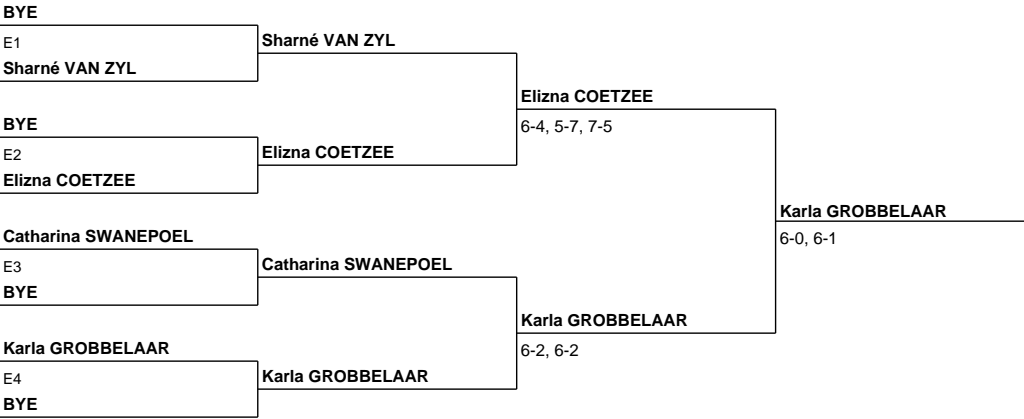 BYE
E1
Sharné VAN ZYL
BYE
E2
Elizna COETZEE
Catharina SWANEPOEL
E3
BYE
Karla GROBBELAAR
E4
BYE
Sharné VAN ZYL
Elizna COETZEE
Catharina SWANEPOEL
Karla GROBBELAAR
Elizna COETZEE
6-4, 5-7, 7-5
Karla GROBBELAAR
6-2, 6-2
Karla GROBBELAAR
6-0, 6-1